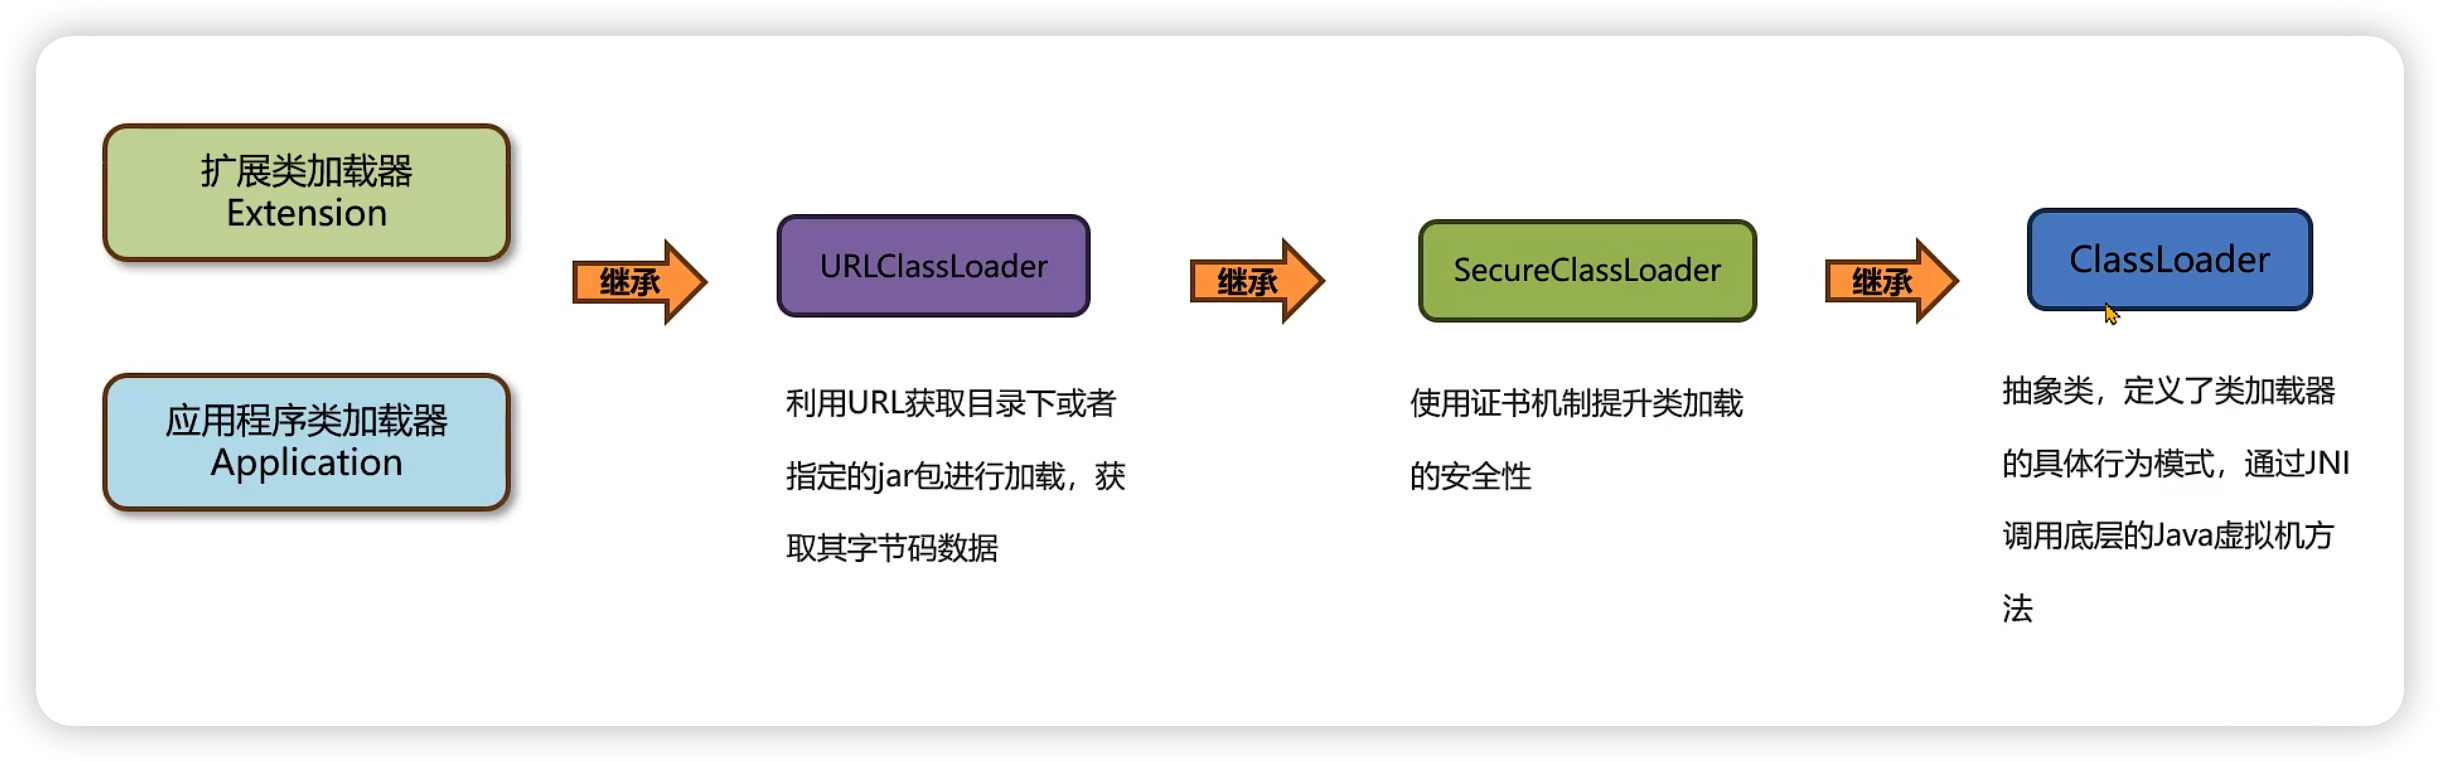 扩展类加载器
Extension
应用程序类加载器
Application
继承
URLClassLoader
利用URL获取目录下或者
指定的jar包进行加载，获
取其字节码数据
继承
SecureClassLoader
使用证书机制提升类加载
的安全性
继承
ClassLoader
抽象类，定义了类加载器
的具体行为模式，通过JNI
调用底层的Java虚拟机方
法